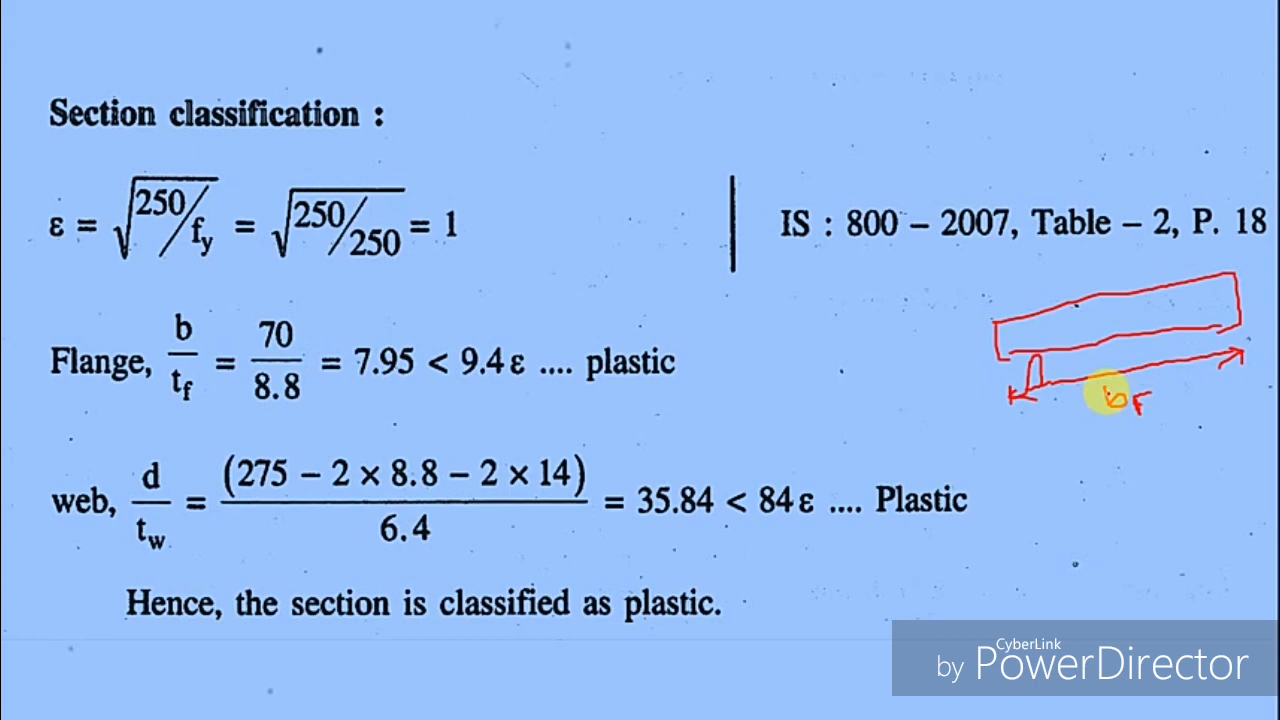 Section classification :
ε = √250/fy = √250/250 = 1
IS : 800 – 2007, Table – 2, P. 18
Flange, b/tf = 70/8.8 = 7.95 < 9.4 ε .... plastic
bF
web, d/tw = (275 – 2 × 8.8 – 2 × 14)/6.4 = 35.84 < 84 ε .... Plastic
Hence, the section is classified as plastic.
CyberLink
by PowerDirector